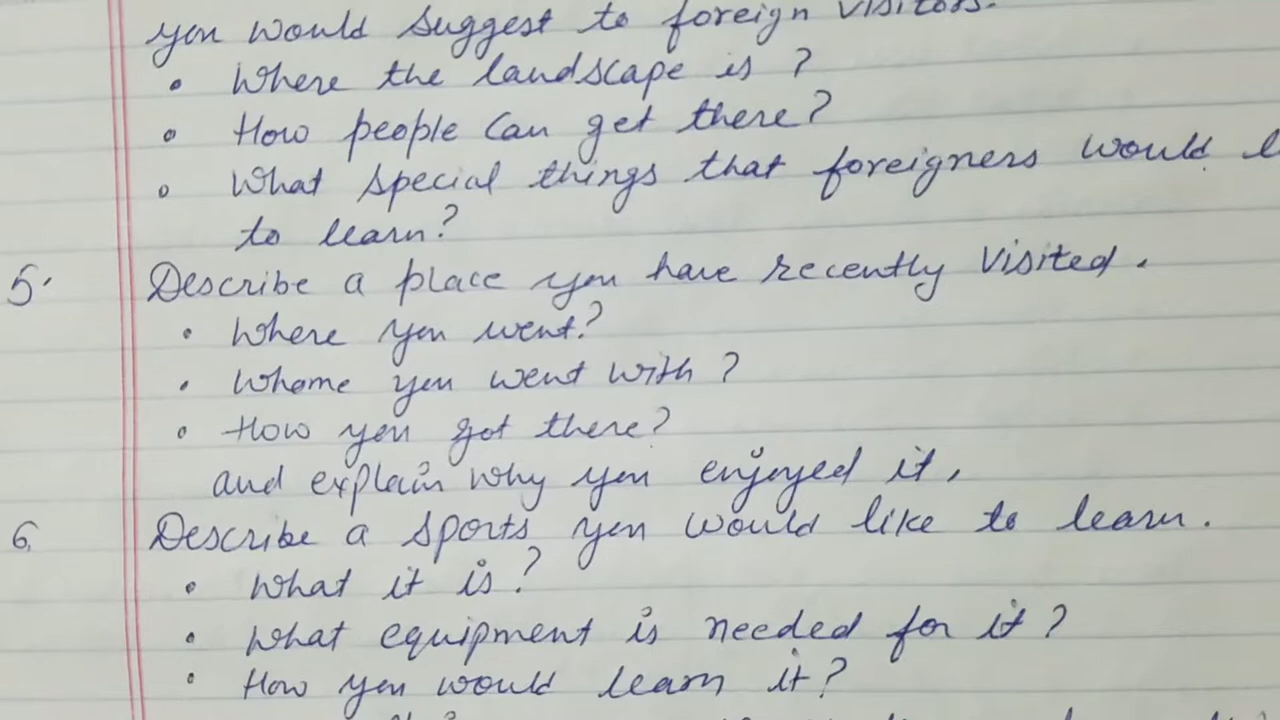 you would suggest to foreign visitors.
• Where the landscape is ?
• How people can get there?
• What special things that foreigners would
to learn?
5. Describe a place you have recently visited.
• Where you went?
• Whome you went with ?
• How you got there?
and explain why you enjoyed it,
6. Describe a sports you would like to learn.
• What it is ?
• What equipment is needed for it ?
• How you would learn it ?